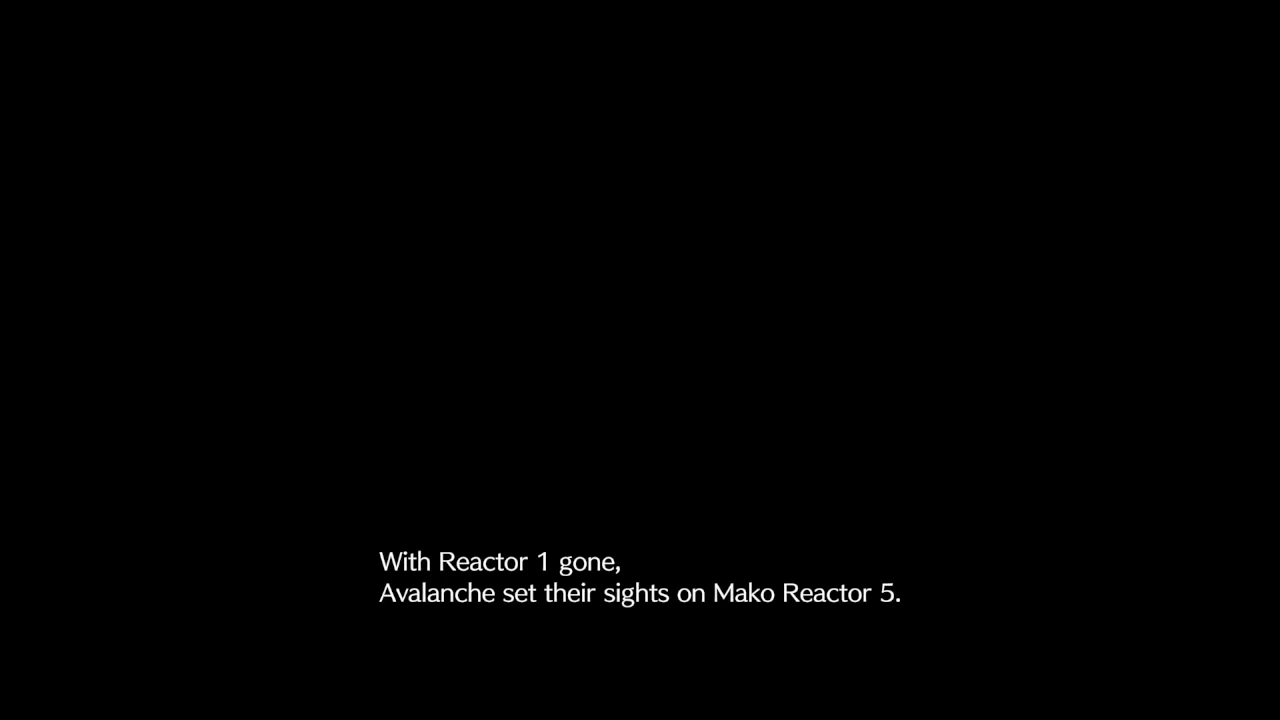 With Reactor 1 gone,
Avalanche set their sights on Mako Reactor 5.